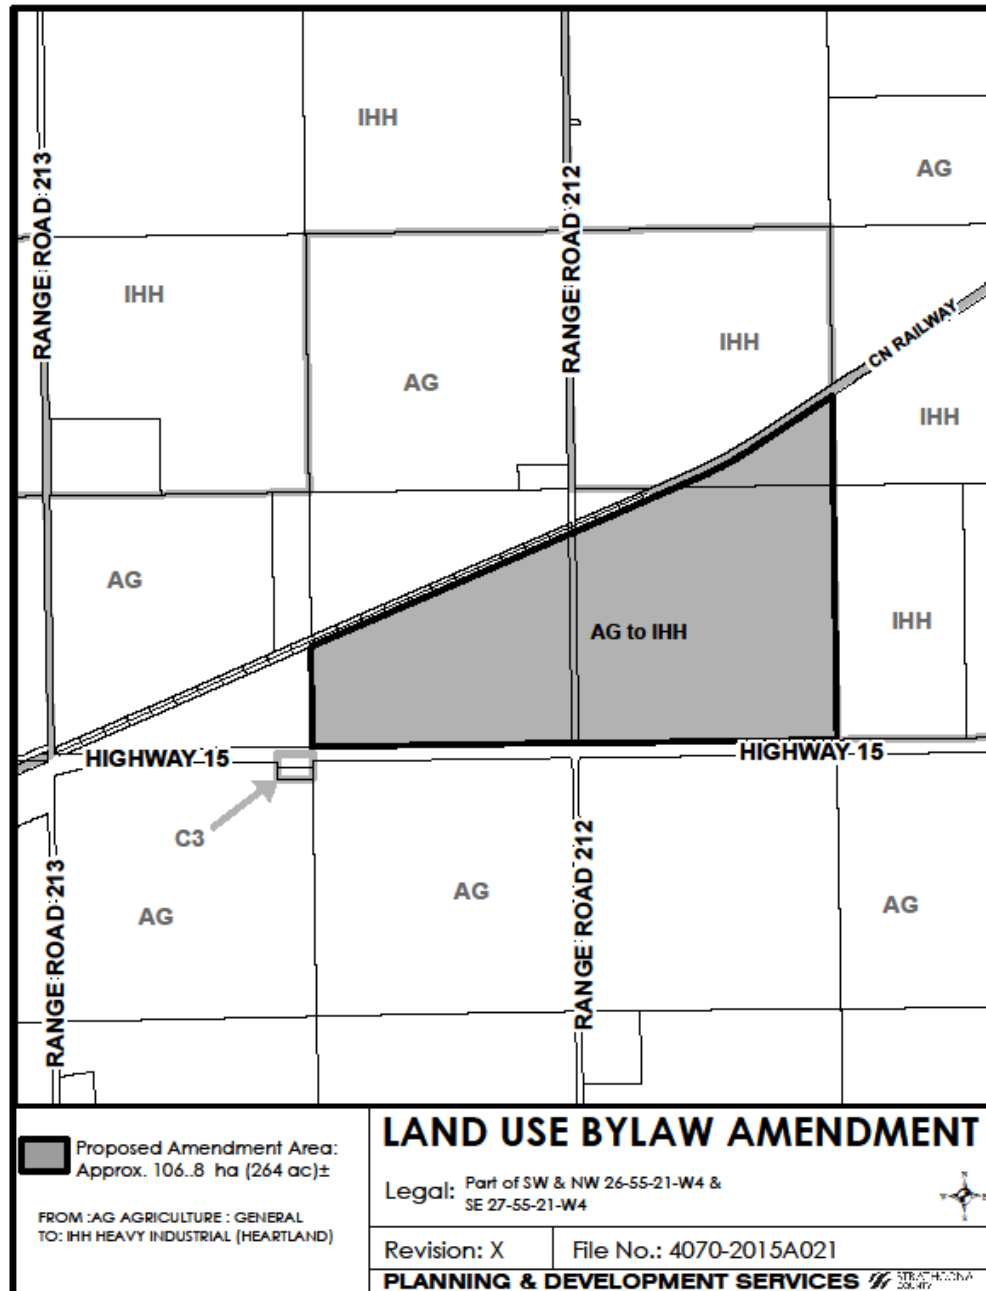 IHH
AG
RANGE ROAD 213
RANGE ROAD 212
IHH
IHH
CN RAILWAY
AG
IHH
AG
AG to IHH
IHH
HIGHWAY 15
HIGHWAY 15
C3
AG
AG
AG
RANGE ROAD 213
RANGE ROAD 212
Proposed Amendment Area:
Approx. 106..8 ha (264 ac)±
FROM :AG AGRICULTURE : GENERAL
TO: IHH HEAVY INDUSTRIAL (HEARTLAND)
LAND USE BYLAW AMENDMENT
Legal: Part of SW & NW 26-55-21-W4 &
SE 27-55-21-W4
N
Revision: X
File No.: 4070-2015A021
PLANNING & DEVELOPMENT SERVICES
STRATHCONA
COUNTY